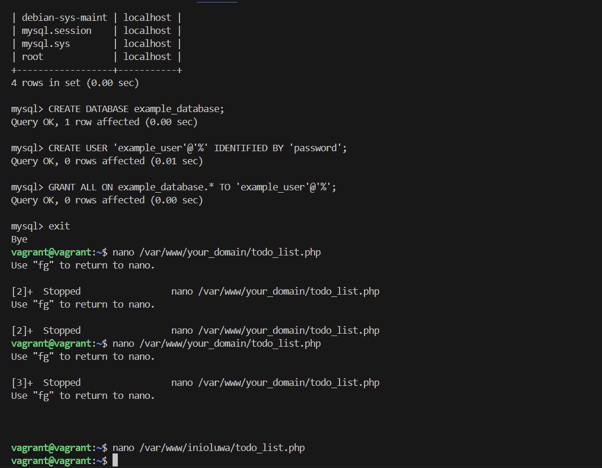 | debian-sys-maint | localhost |
| mysql.session    | localhost |
| mysql.sys        | localhost |
| root             | localhost |
+------------------+-----------+
4 rows in set (0.00 sec)

mysql> CREATE DATABASE example_database;
Query OK, 1 row affected (0.00 sec)

mysql> CREATE USER 'example_user'@'%' IDENTIFIED BY 'password';
Query OK, 0 rows affected (0.01 sec)

mysql> GRANT ALL ON example_database.* TO 'example_user'@'%';
Query OK, 0 rows affected (0.00 sec)

mysql> exit
Bye
vagrant@vagrant:~$ nano /var/www/your_domain/todo_list.php
Use "fg" to return to nano.

[2]+  Stopped                 nano /var/www/your_domain/todo_list.php
Use "fg" to return to nano.

[2]+  Stopped                 nano /var/www/your_domain/todo_list.php
vagrant@vagrant:~$ nano /var/www/your_domain/todo_list.php
Use "fg" to return to nano.

[3]+  Stopped                 nano /var/www/your_domain/todo_list.php
Use "fg" to return to nano.

vagrant@vagrant:~$ nano /var/www/inioluwa/todo_list.php
vagrant@vagrant:~$